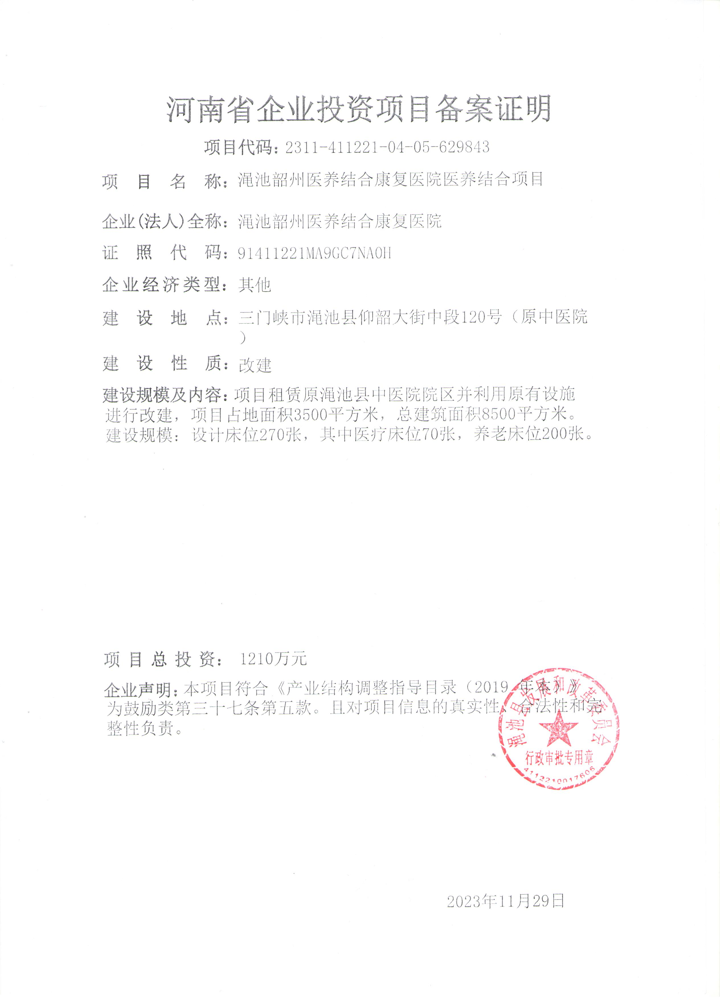 河南省企业投资项目备案证明
项目代码：2311-411221-04-05-629843
项目名称：渑池韶州医养结合康复医院医养结合项目
企业(法人)全称：渑池韶州医养结合康复医院
证照代码：91411221MA9GC7NA0H
企业经济类型：其他
建设地点：三门峡市渑池县仰韶大街中段120号（原中医院
）
建设性质：改建
建设规模及内容：项目租赁原渑池县中医院院区并利用原有设施
进行改建，项目占地面积3500平方米，总建筑面积8500平方米。
建设规模：设计床位270张，其中医疗床位70张，养老床位200张。
项目总投资：1210万元
企业声明：本项目符合《产业结构调整指导目录（2019 年本）》
为鼓励类第三十七条第五款。且对项目信息的真实性、合法性和完
整性负责。
渑池县发展和改革委员会
行政审批专用章
4112210017606
2023年11月29日